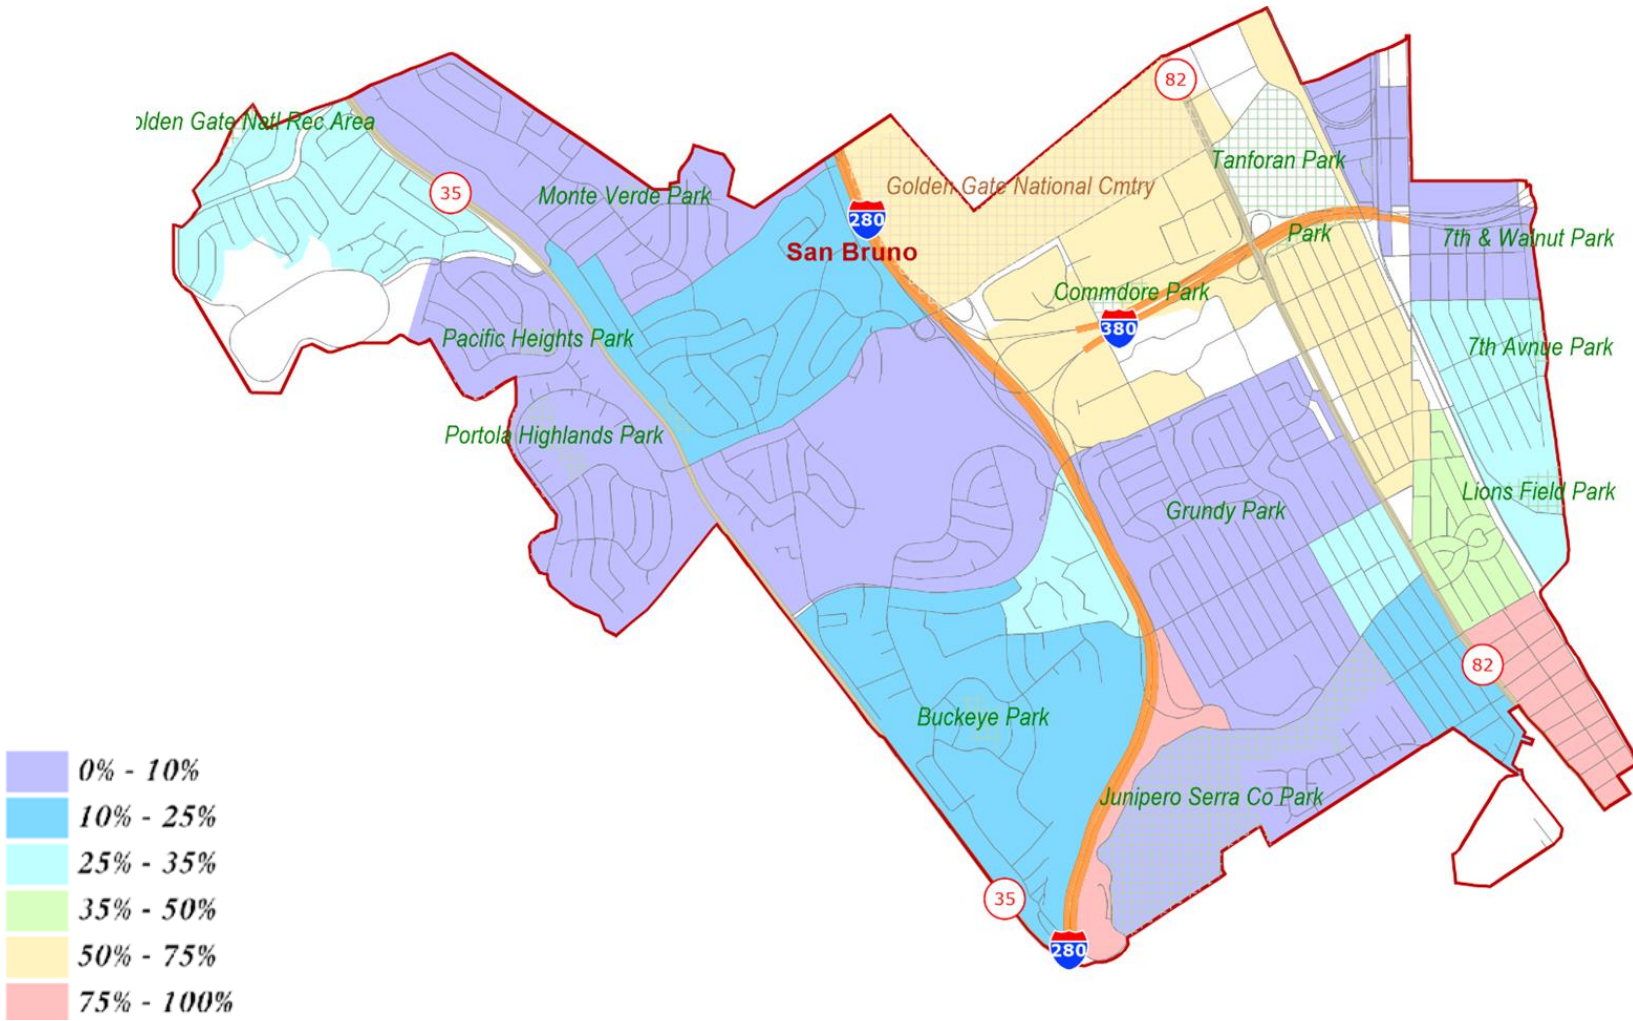 82
olden Gate Natl Rec Area
Tanforan Park
35
Monte Verde Park
Golden Gate National Cmtry
280
Park
7th & Walnut Park
San Bruno
Commdore Park
380
Pacific Heights Park
7th Avnue Park
Portola Highlands Park
Lions Field Park
Grundy Park
82
Buckeye Park
0% - 10%
Junipero Serra Co Park
10% - 25%
25% - 35%
35
35% - 50%
280
50% - 75%
75% - 100%